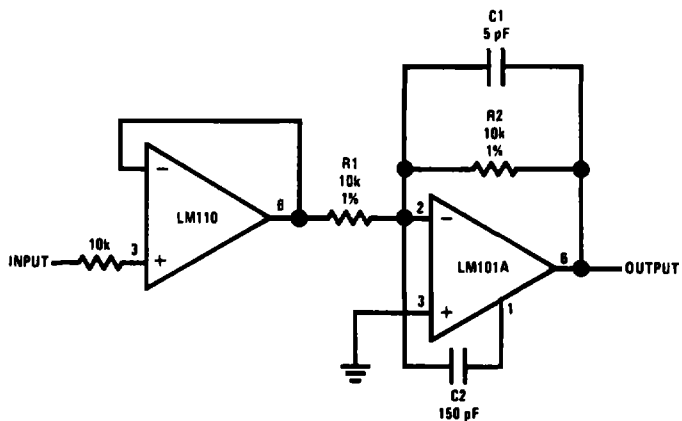 C1
5 pF
R2
10k
1%
R1
10k
1%
6
2
LM110
LM101A
6
OUTPUT
10k
3
INPUT
3
1
C2
150 pF